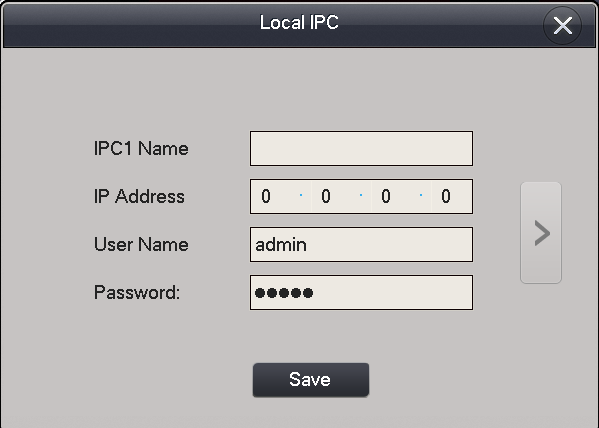 Local IPC
IPC1 Name
IP Address 0 . 0 . 0 . 0
User Name admin
Password: ●●●●●
Save